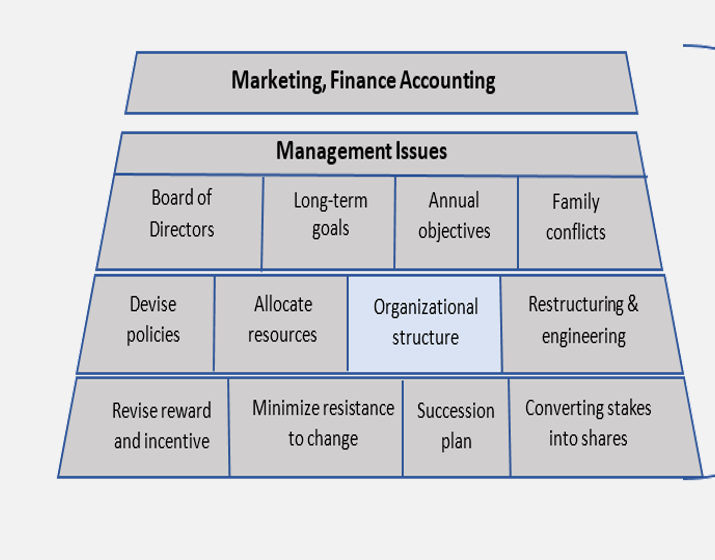 Marketing, Finance Accounting
Management Issues
Board of
Directors
Long-term
goals
Annual
objectives
Family
conflicts
Devise
policies
Allocate
resources
Organizational
structure
Restructuring &
engineering
Revise reward
and incentive
Minimize resistance
to change
Succession
plan
Converting stakes
into shares